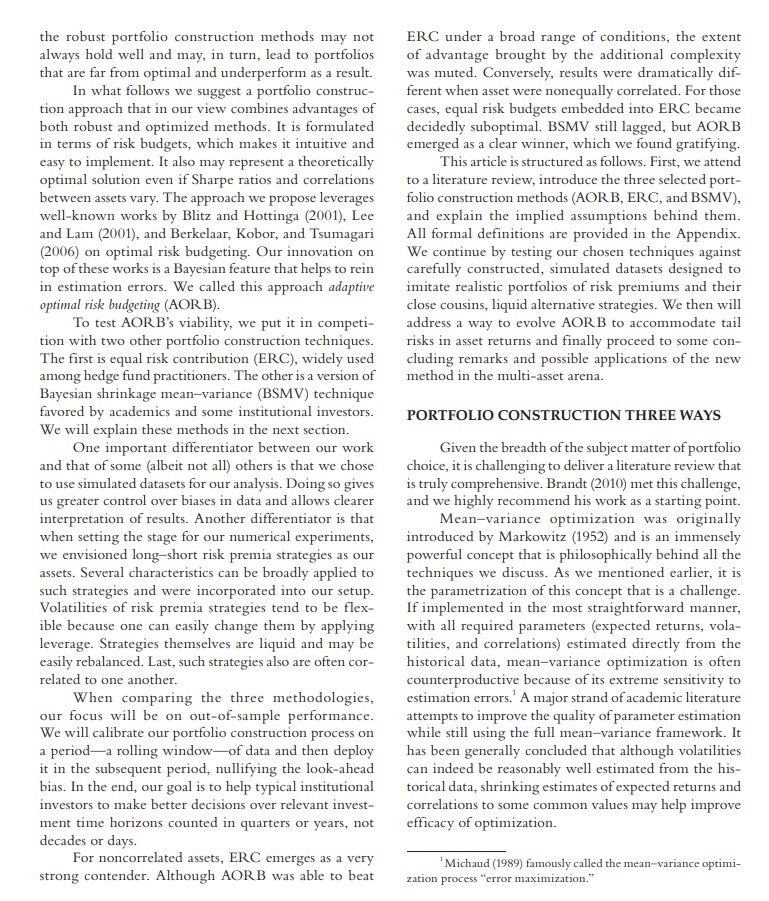 the robust portfolio construction methods may not
always hold well and may, in turn, lead to portfolios
that are far from optimal and underperform as a result.
In what follows we suggest a portfolio construc-
tion approach that in our view combines advantages of
both robust and optimized methods. It is formulated
in terms of risk budgets, which makes it intuitive and
easy to implement. It also may represent a theoretically
optimal solution even if Sharpe ratios and correlations
between assets vary. The approach we propose leverages
well-known works by Blitz and Hottinga (2001), Lee
and Lam (2001), and Berkelaar, Kobor, and Tsumagari
(2006) on optimal risk budgeting. Our innovation on
top of these works is a Bayesian feature that helps to rein
in estimation errors. We called this approach adaptive
optimal risk budgeting (AORB).
To test AORB's viability, we put it in competi-
tion with two other portfolio construction techniques.
The first is equal risk contribution (ERC), widely used
among hedge fund practitioners. The other is a version of
Bayesian shrinkage mean–variance (BSMV) technique
favored by academics and some institutional investors.
We will explain these methods in the next section.
One important differentiator between our work
and that of some (albeit not all) others is that we chose
to use simulated datasets for our analysis. Doing so gives
us greater control over biases in data and allows clearer
interpretation of results. Another differentiator is that
when setting the stage for our numerical experiments,
we envisioned long–short risk premia strategies as our
assets. Several characteristics can be broadly applied to
such strategies and were incorporated into our setup.
Volatilities of risk premia strategies tend to be flex-
ible because one can easily change them by applying
leverage. Strategies themselves are liquid and may be
easily rebalanced. Last, such strategies also are often cor-
related to one another.
When comparing the three methodologies,
our focus will be on out-of-sample performance.
We will calibrate our portfolio construction process on
a period—a rolling window—of data and then deploy
it in the subsequent period, nullifying the look-ahead
bias. In the end, our goal is to help typical institutional
investors to make better decisions over relevant invest-
ment time horizons counted in quarters or years, not
decades or days.
For noncorrelated assets, ERC emerges as a very
strong contender. Although AORB was able to beat
ERC under a broad range of conditions, the extent
of advantage brought by the additional complexity
was muted. Conversely, results were dramatically dif-
ferent when asset were nonequally correlated. For those
cases, equal risk budgets embedded into ERC became
decidedly suboptimal. BSMV still lagged, but AORB
emerged as a clear winner, which we found gratifying.
This article is structured as follows. First, we attend
to a literature review, introduce the three selected port-
folio construction methods (AORB, ERC, and BSMV),
and explain the implied assumptions behind them.
All formal definitions are provided in the Appendix.
We continue by testing our chosen techniques against
carefully constructed, simulated datasets designed to
imitate realistic portfolios of risk premiums and their
close cousins, liquid alternative strategies. We then will
address a way to evolve AORB to accommodate tail
risks in asset returns and finally proceed to some con-
cluding remarks and possible applications of the new
method in the multi-asset arena.
PORTFOLIO CONSTRUCTION THREE WAYS
Given the breadth of the subject matter of portfolio
choice, it is challenging to deliver a literature review that
is truly comprehensive. Brandt (2010) met this challenge,
and we highly recommend his work as a starting point.
Mean–variance optimization was originally
introduced by Markowitz (1952) and is an immensely
powerful concept that is philosophically behind all the
techniques we discuss. As we mentioned earlier, it is
the parametrization of this concept that is a challenge.
If implemented in the most straightforward manner,
with all required parameters (expected returns, vola-
tilities, and correlations) estimated directly from the
historical data, mean–variance optimization is often
counterproductive because of its extreme sensitivity to
estimation errors.¹ A major strand of academic literature
attempts to improve the quality of parameter estimation
while still using the full mean–variance framework. It
has been generally concluded that although volatilities
can indeed be reasonably well estimated from the his-
torical data, shrinking estimates of expected returns and
correlations to some common values may help improve
efficacy of optimization.
¹Michaud (1989) famously called the mean–variance optimi-
zation process “error maximization.”